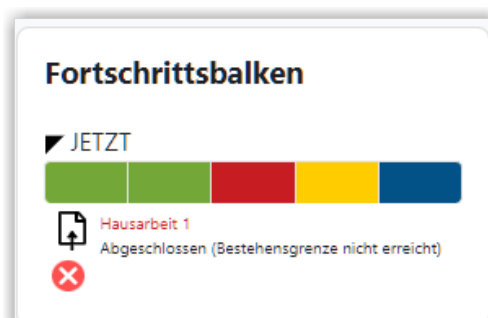 Fortschrittsbalken
JETZT
Hausarbeit 1
Abgeschlossen (Bestehensgrenze nicht erreicht)